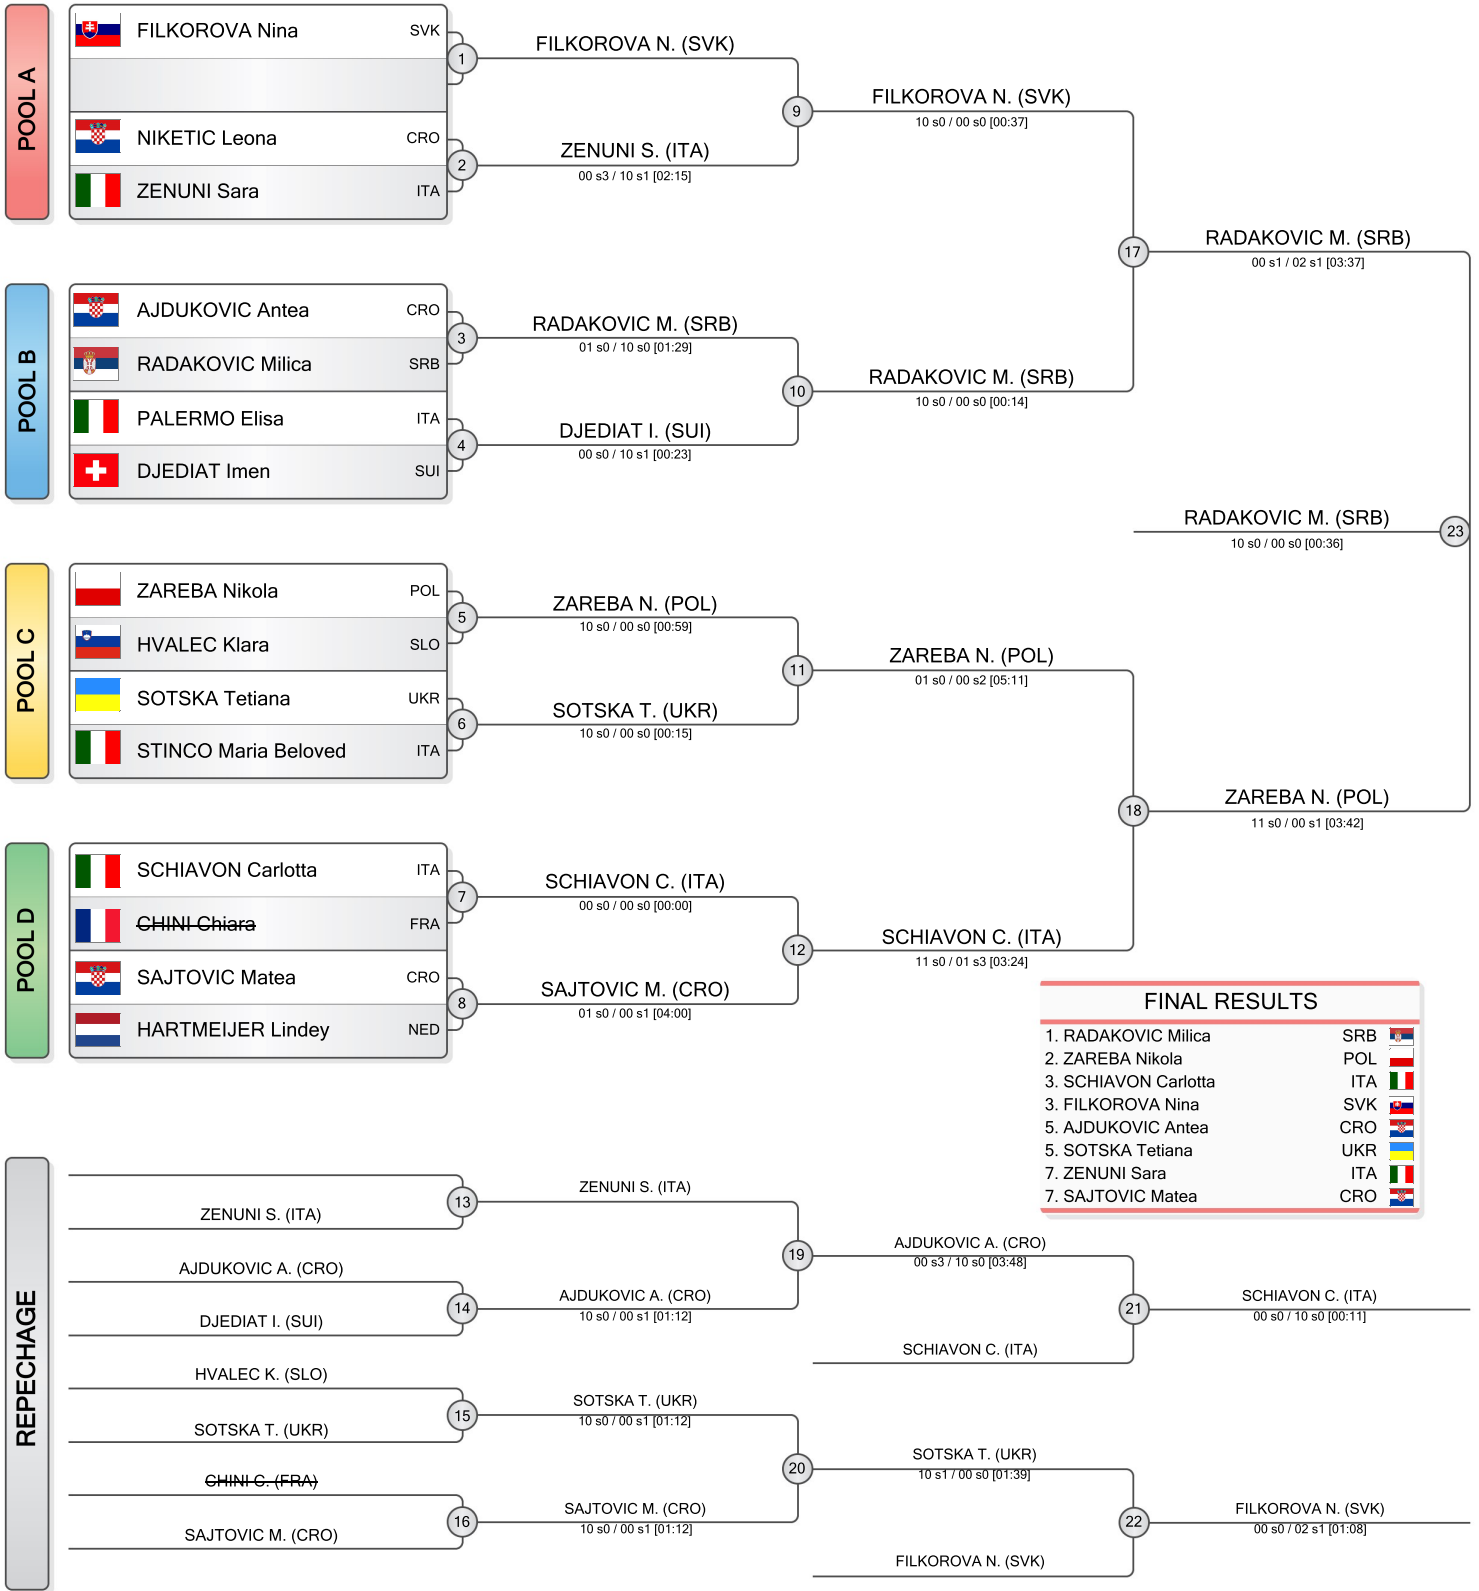 POOL A
FILKOROVA Nina SVK
NIKETIC Leona CRO
ZENUNI Sara ITA
1
2
FILKOROVA N. (SVK)
ZENUNI S. (ITA)
00 s3 / 10 s1 [02:15]
9
FILKOROVA N. (SVK)
10 s0 / 00 s0 [00:37]
POOL B
AJDUKOVIC Antea CRO
RADAKOVIC Milica SRB
PALERMO Elisa ITA
DJEDIAT Imen SUI
3
4
RADAKOVIC M. (SRB)
01 s0 / 10 s0 [01:29]
DJEDIAT I. (SUI)
00 s0 / 10 s1 [00:23]
10
RADAKOVIC M. (SRB)
10 s0 / 00 s0 [00:14]
17
RADAKOVIC M. (SRB)
00 s1 / 02 s1 [03:37]
RADAKOVIC M. (SRB)
10 s0 / 00 s0 [00:36]
23
POOL C
ZAREBA Nikola POL
HVALEC Klara SLO
SOTSKA Tetiana UKR
STINCO Maria Beloved ITA
5
6
ZAREBA N. (POL)
10 s0 / 00 s0 [00:59]
SOTSKA T. (UKR)
10 s0 / 00 s0 [00:15]
11
ZAREBA N. (POL)
01 s0 / 00 s2 [05:11]
18
ZAREBA N. (POL)
11 s0 / 00 s1 [03:42]
POOL D
SCHIAVON Carlotta ITA
CHINI Chiara FRA
SAJTOVIC Matea CRO
HARTMEIJER Lindey NED
7
8
SCHIAVON C. (ITA)
00 s0 / 00 s0 [00:00]
SAJTOVIC M. (CRO)
01 s0 / 00 s1 [04:00]
12
SCHIAVON C. (ITA)
11 s0 / 01 s3 [03:24]
FINAL RESULTS
1. RADAKOVIC Milica SRB
2. ZAREBA Nikola POL
3. SCHIAVON Carlotta ITA
3. FILKOROVA Nina SVK
5. AJDUKOVIC Antea CRO
5. SOTSKA Tetiana UKR
7. ZENUNI Sara ITA
7. SAJTOVIC Matea CRO
REPECHAGE
ZENUNI S. (ITA)
13
ZENUNI S. (ITA)
AJDUKOVIC A. (CRO)
DJEDIAT I. (SUI)
14
AJDUKOVIC A. (CRO)
10 s0 / 00 s1 [01:12]
19
AJDUKOVIC A. (CRO)
00 s3 / 10 s0 [03:48]
SCHIAVON C. (ITA)
21
SCHIAVON C. (ITA)
00 s0 / 10 s0 [00:11]
HVALEC K. (SLO)
SOTSKA T. (UKR)
15
SOTSKA T. (UKR)
10 s0 / 00 s1 [01:12]
CHINI C. (FRA)
SAJTOVIC M. (CRO)
16
SAJTOVIC M. (CRO)
10 s0 / 00 s1 [01:12]
20
SOTSKA T. (UKR)
10 s1 / 00 s0 [01:39]
FILKOROVA N. (SVK)
22
FILKOROVA N. (SVK)
00 s0 / 02 s1 [01:08]